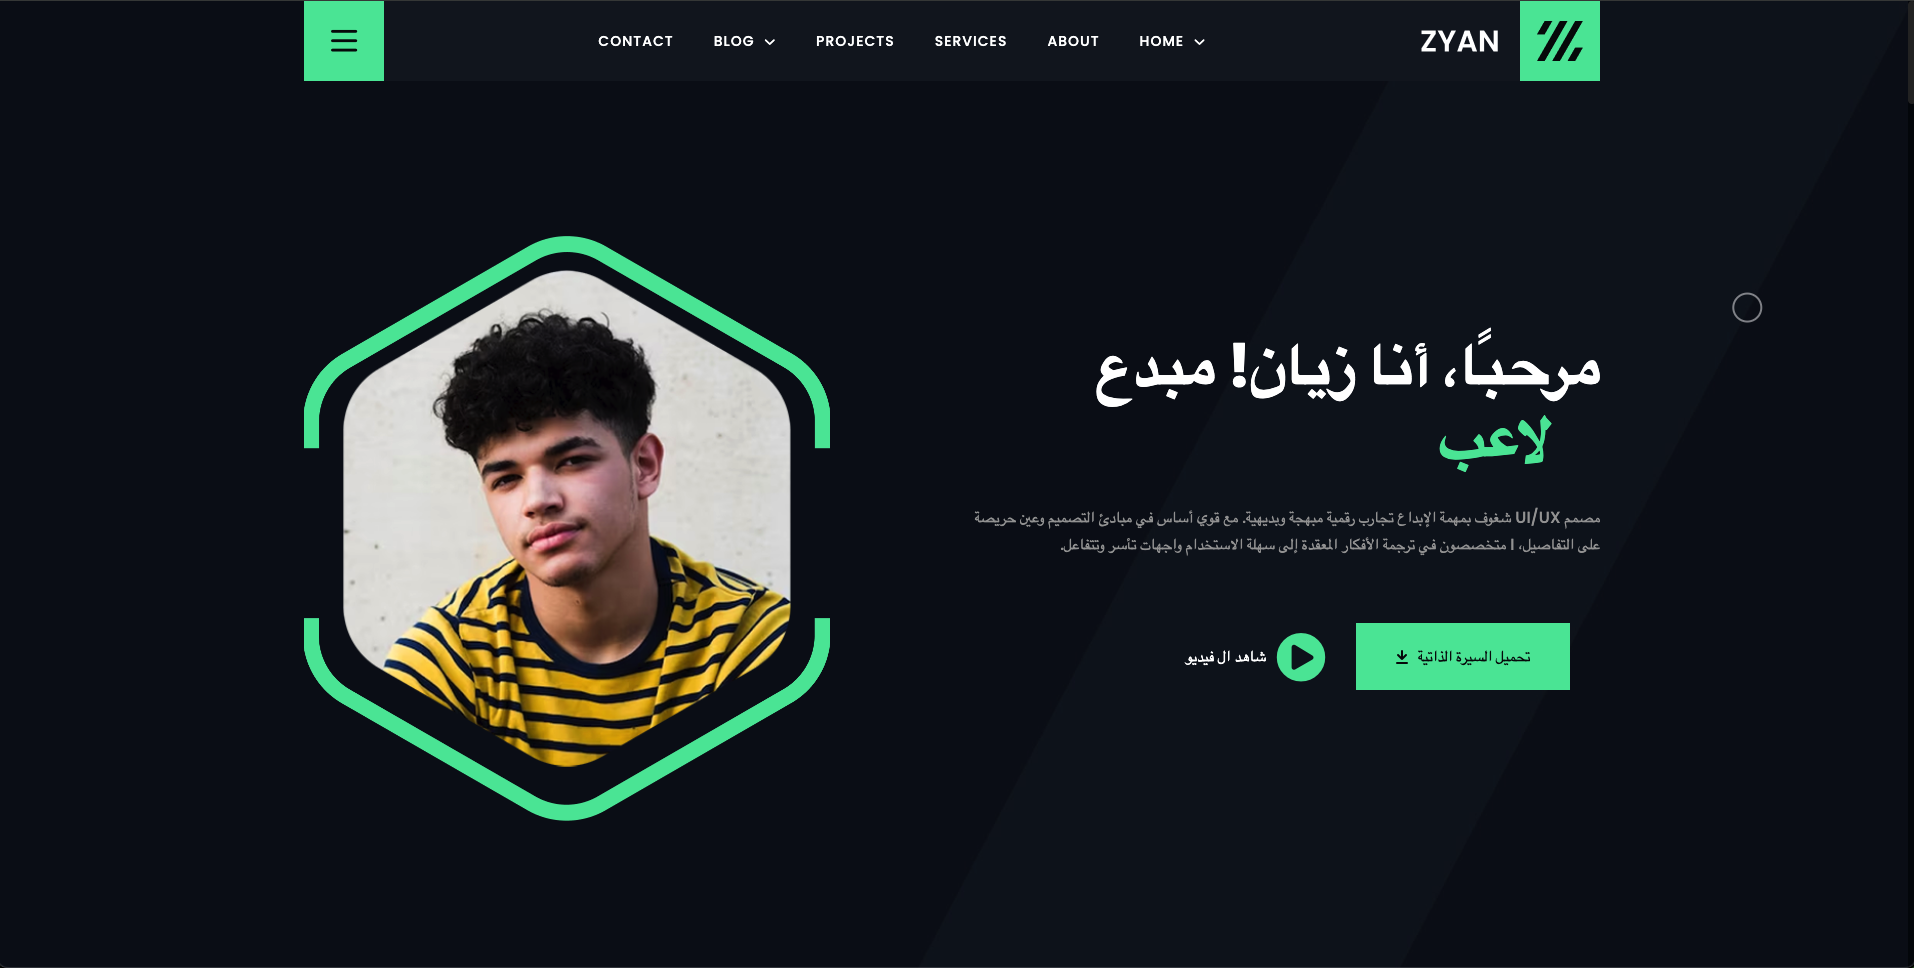 ZYAN
HOME
ABOUT
SERVICES
PROJECTS
BLOG
CONTACT
مرحبًا، أنا زيان! مبدع
لاعب
مصمم UI/UX شغوف بمهمة الإبداع تجارب رقمية مبهجة وبديهية. مع قوي أساس في مبادئ التصميم وعين حريصة
على التفاصيل، I متخصصون في ترجمة الأفكار المعقدة إلى سهلة الاستخدام واجهات تأسر وتتفاعل.
تحميل السيرة الذاتية
شاهد ال فيديو